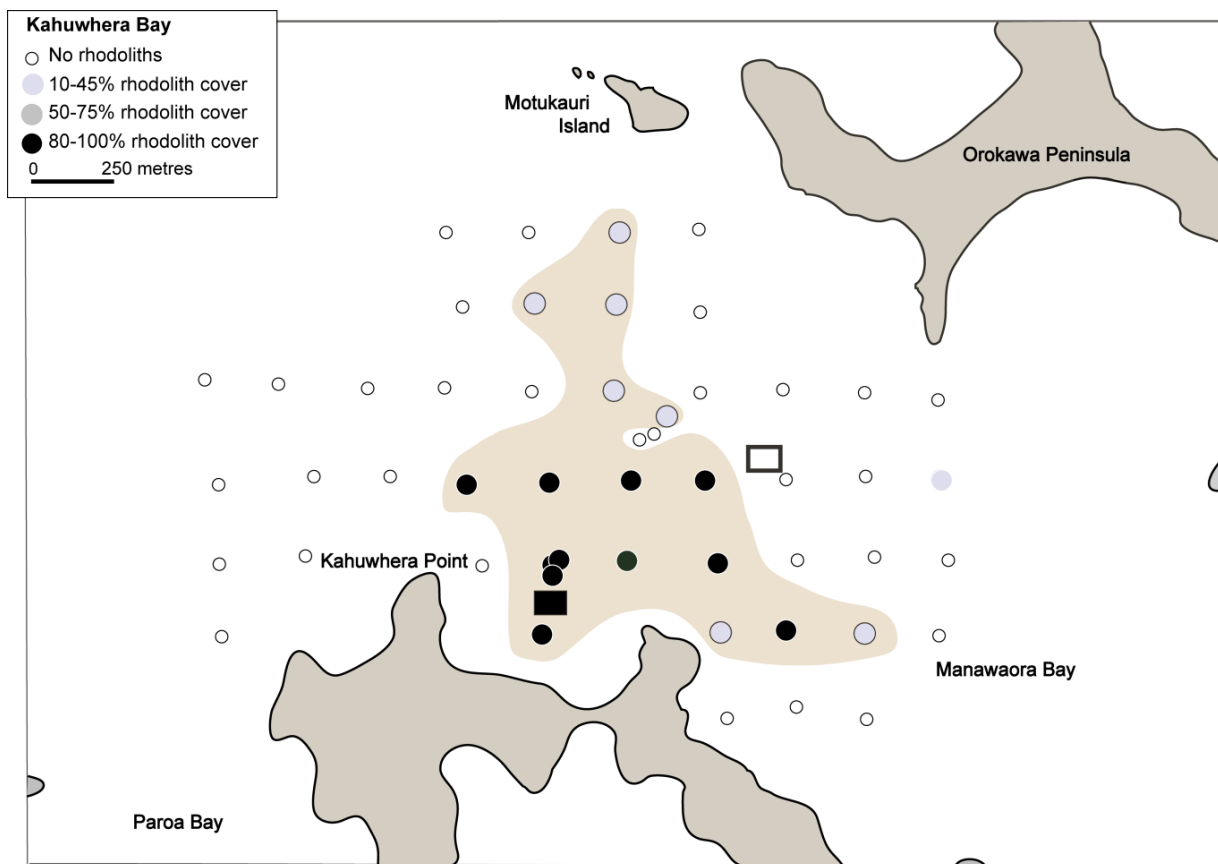 Kahuwhera Bay
No rhodoliths
10-45% rhodolith cover
50-75% rhodolith cover
80-100% rhodolith cover
0 250 metres
Motukauri
Island
Orokawa Peninsula
Kahuwhera Point
Manawaora Bay
Paroa Bay